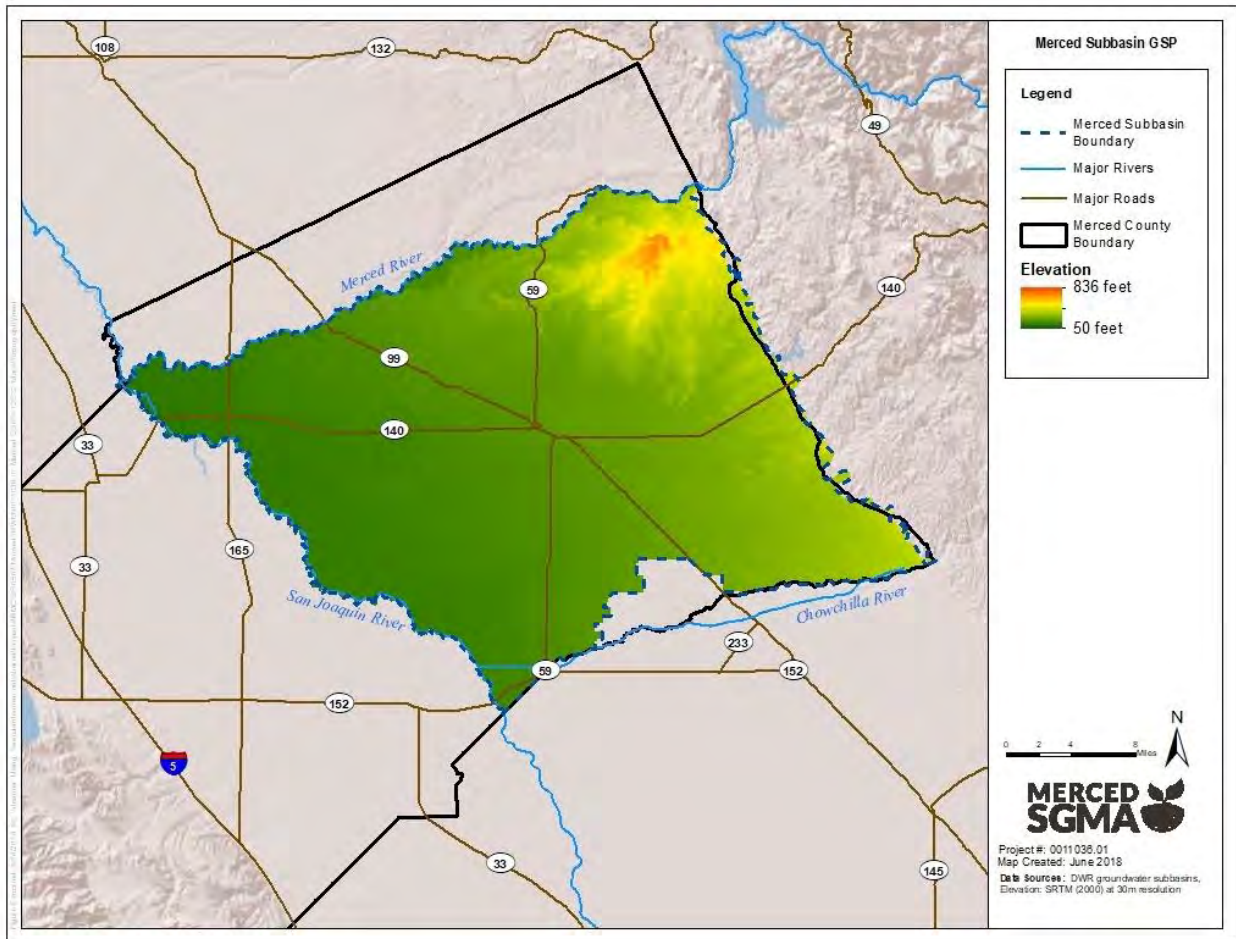 108
132
49
Merced River
59
140
99
140
33
165
33
San Joaquin River
Chowchilla River
233
59
152
152
5
33
145
Merced Subbasin GSP
Legend
Merced Subbasin
Boundary
Major Rivers
Major Roads
Merced County
Boundary
Elevation
836 feet
50 feet
N
0 2 4 8 Miles
MERCED
SGMA
Project #: 0011036.01
Map Created: June 2018
Data Sources: DWR groundwater subbasins,
Elevation: SRTM (2000) at 30m resolution